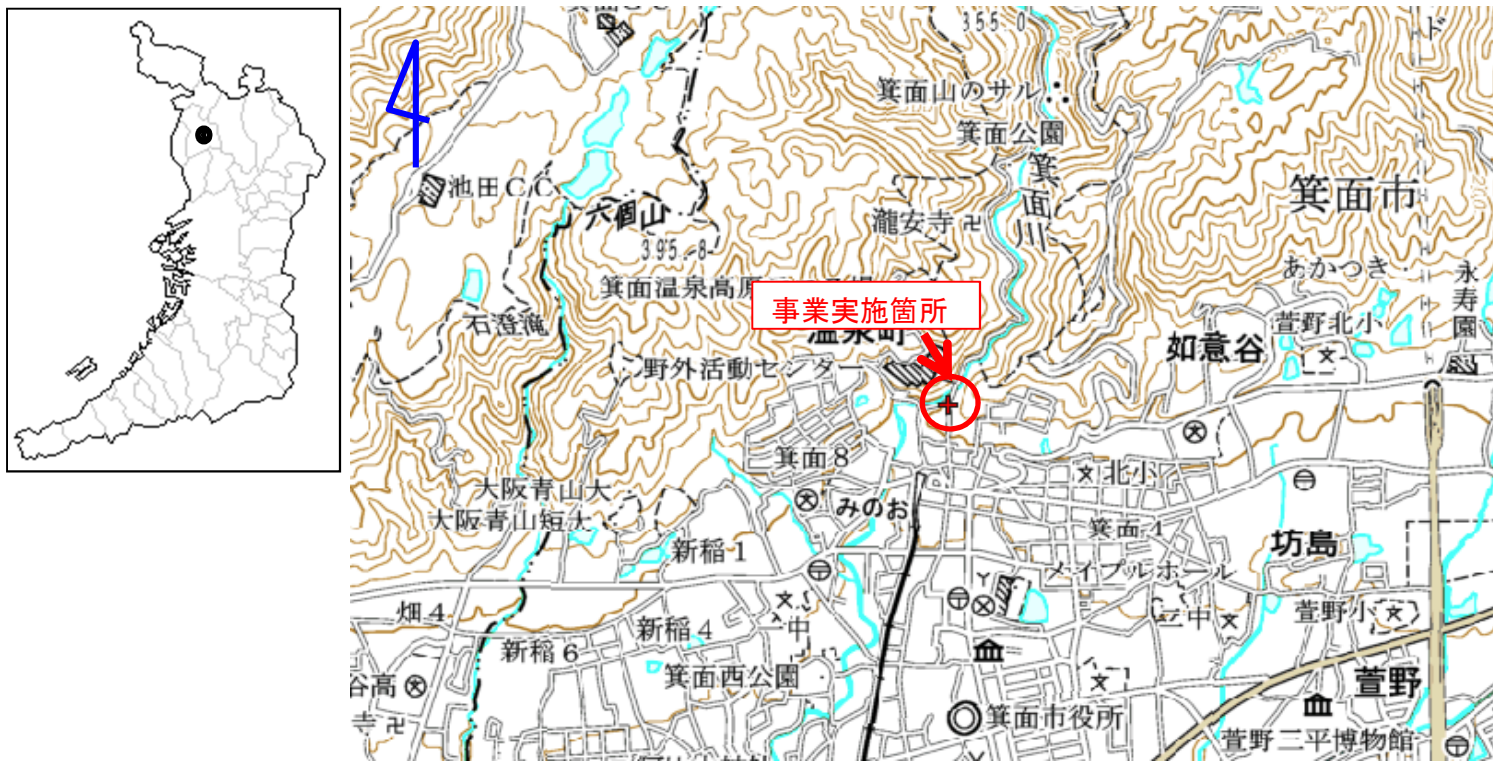 355.0
箕面山のサル
箕面公園
箕面川
箕面市
池田CC
六個山
395.8
瀧安寺
箕面温泉高原
事業実施箇所
温泉町
石澄滝
野外活動センター
如意谷
あかつき
萱野北小
永寿園
箕面8
大阪青山大
大阪青山短大
みのお
北小
箕面4
坊島
新稲1
メイプルホール
畑4
新稲4
一中
二中
萱野小
新稲6
箕面西公園
谷高
寺
箕面市役所
萱野
萱野三平博物館